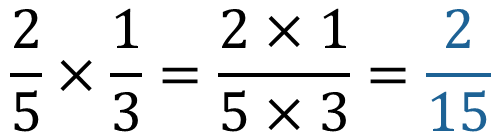 2/5 × 1/3 = (2 × 1)/(5 × 3) = 2/15